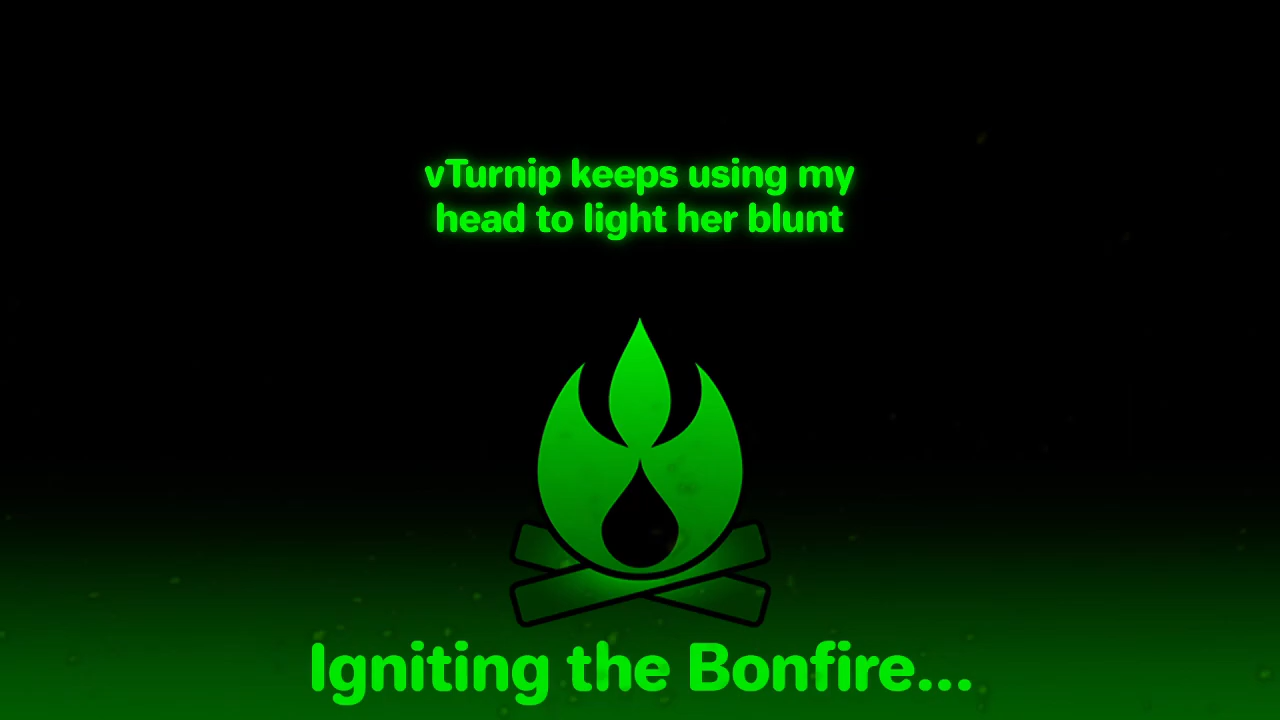 vTurnip keeps using my
head to light her blunt
Igniting the Bonfire...